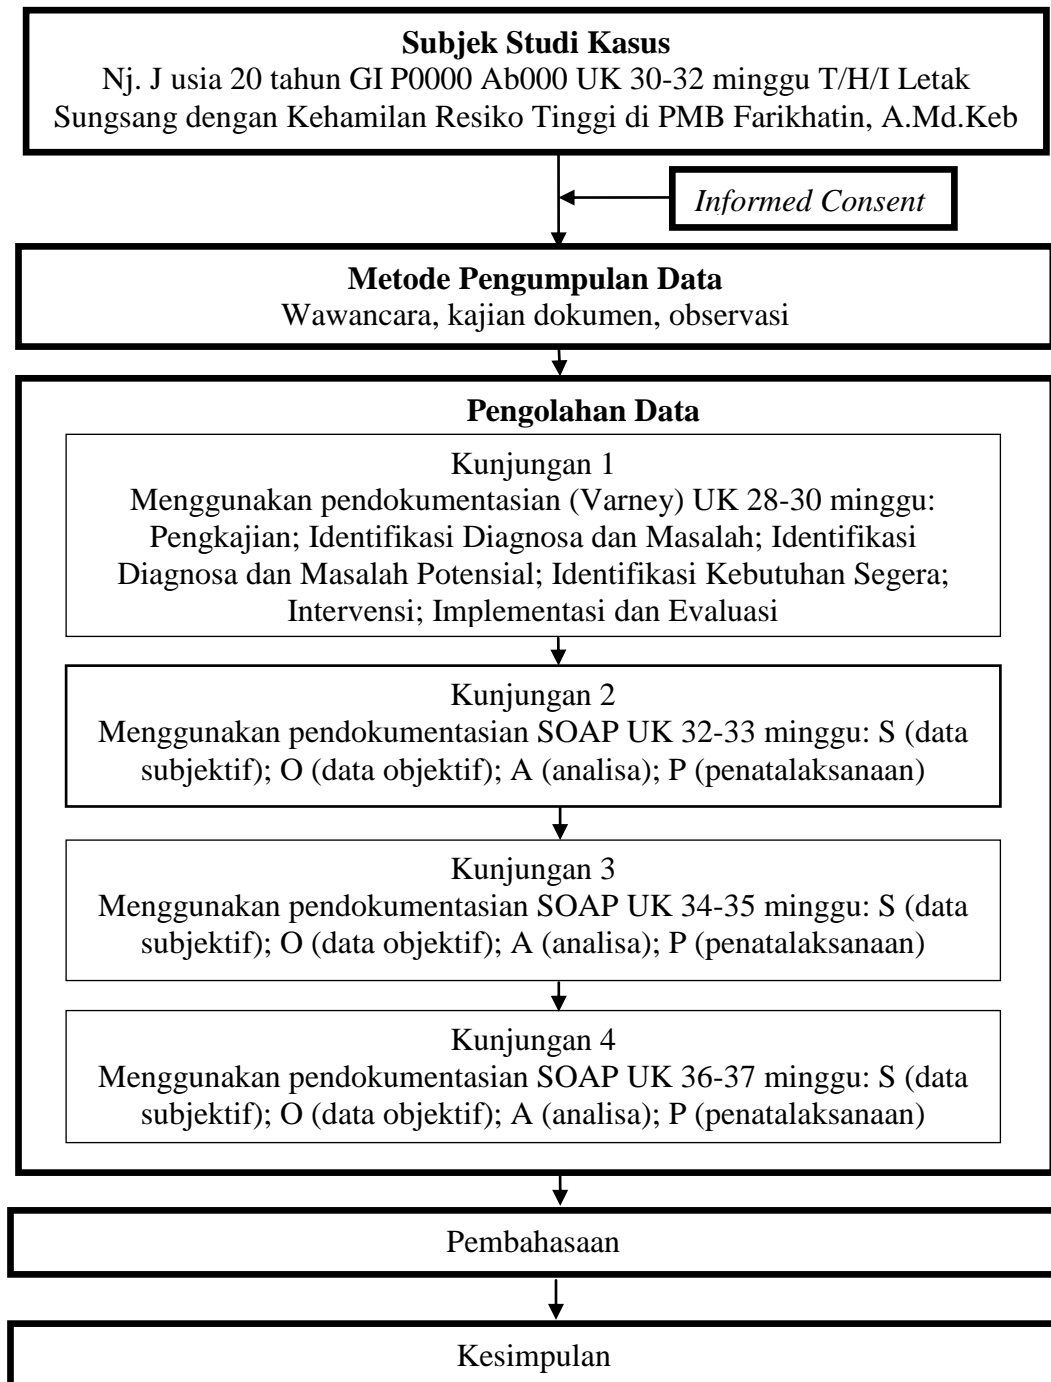 Subjek Studi Kasus
Nj. J usia 20 tahun GI P0000 Ab000 UK 30-32 minggu T/H/I Letak
Sungsang dengan Kehamilan Resiko Tinggi di PMB Farikhatin, A.Md.Keb
Informed Consent
Metode Pengumpulan Data
Wawancara, kajian dokumen, observasi
Pengolahan Data
Kunjungan 1
Menggunakan pendokumentasian (Varney) UK 28-30 minggu:
Pengkajian; Identifikasi Diagnosa dan Masalah; Identifikasi
Diagnosa dan Masalah Potensial; Identifikasi Kebutuhan Segera;
Intervensi; Implementasi dan Evaluasi
Kunjungan 2
Menggunakan pendokumentasian SOAP UK 32-33 minggu: S (data
subjektif); O (data objektif); A (analisa); P (penatalaksanaan)
Kunjungan 3
Menggunakan pendokumentasian SOAP UK 34-35 minggu: S (data
subjektif); O (data objektif); A (analisa); P (penatalaksanaan)
Kunjungan 4
Menggunakan pendokumentasian SOAP UK 36-37 minggu: S (data
subjektif); O (data objektif); A (analisa); P (penatalaksanaan)
Pembahasaan
Kesimpulan